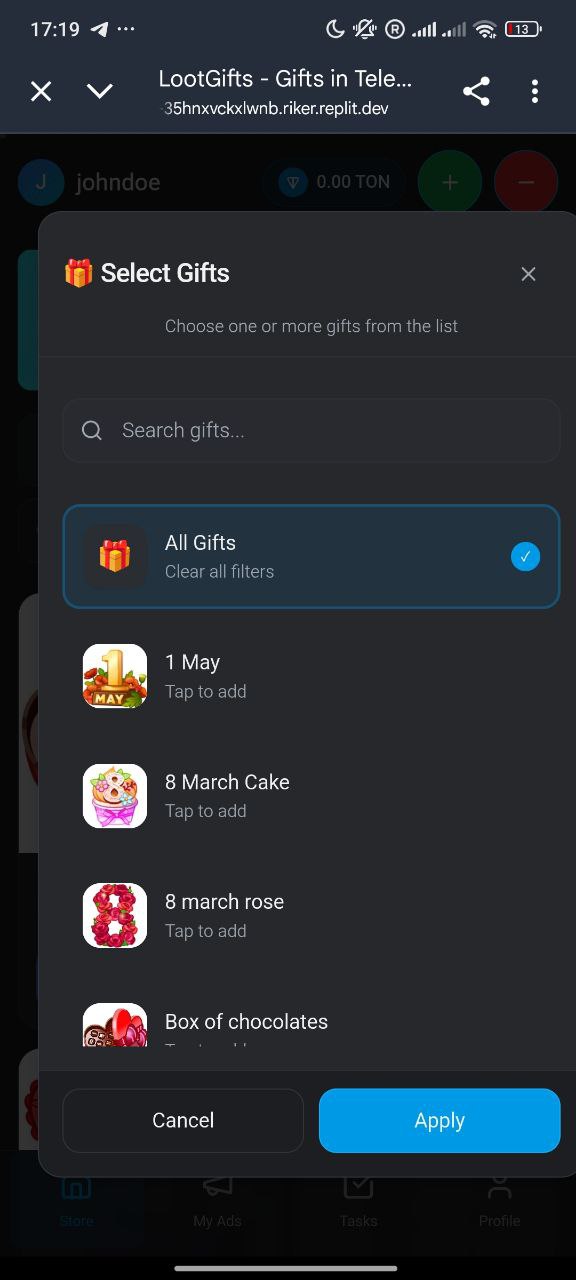 17:19
R
13
LootGifts - Gifts in Tele...
-35hnxvckxlwnb.riker.replit.dev
J johndoe 0.00 TON + −
Select Gifts
Choose one or more gifts from the list
Search gifts...
All Gifts
Clear all filters
1 May
Tap to add
1
MAY
8 March Cake
Tap to add
8
8 march rose
Tap to add
8
Box of chocolates
Cancel Apply
Store My Ads Tasks Profile